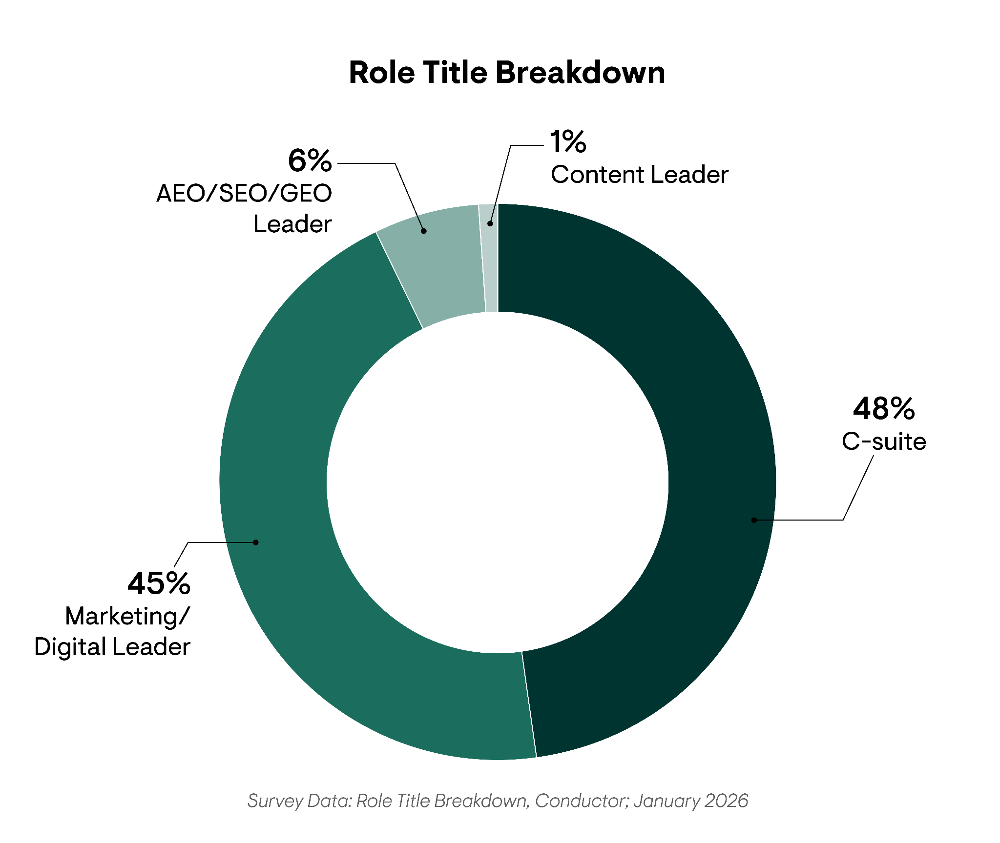 Role Title Breakdown
1%
Content Leader
6%
AEO/SEO/GEO
Leader
48%
C-suite
45%
Marketing/
Digital Leader
Survey Data: Role Title Breakdown, Conductor; January 2026